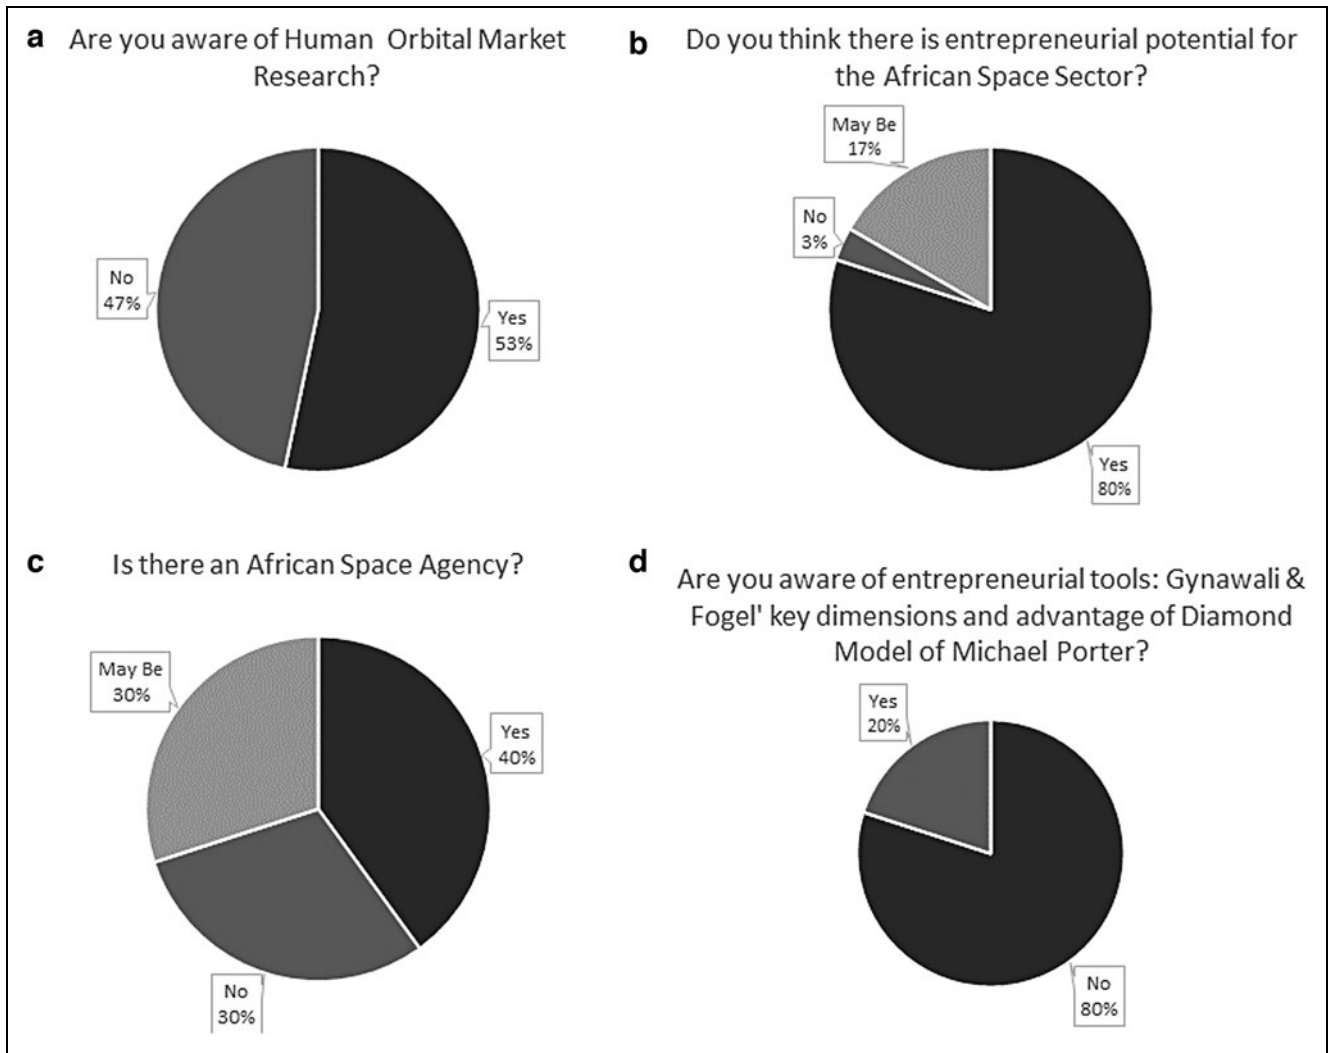 a
Are you aware of Human Orbital Market
Research?
No
47%
Yes
53%
b
Do you think there is entrepreneurial potential for
the African Space Sector?
May Be
17%
No
3%
Yes
80%
c
Is there an African Space Agency?
May Be
30%
Yes
40%
No
30%
d
Are you aware of entrepreneurial tools: Gynawali &
Fogel' key dimensions and advantage of Diamond
Model of Michael Porter?
Yes
20%
No
80%